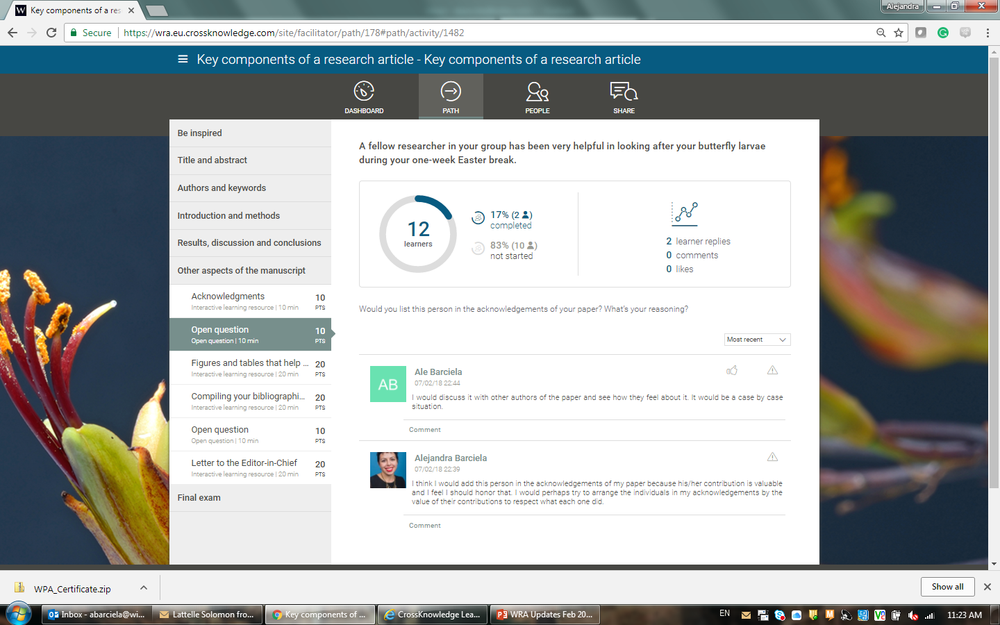 W Key components of a res
Alejandra
Secure
https://wra.eu.crossknowledge.com/site/facilitator/path/178#path/activity/1482
Key components of a research article - Key components of a research article
DASHBOARD
PATH
PEOPLE
SHARE
Be inspired
Title and abstract
Authors and keywords
Introduction and methods
Results, discussion and conclusions
Other aspects of the manuscript
Acknowledgments 10
Interactive learning resource | 10 min PTS
Open question 10
Open question | 10 min PTS
Figures and tables that help ... 20
Interactive learning resource | 20 min PTS
Compiling your bibliographi... 20
Interactive learning resource | 20 min PTS
Open question 10
Open question | 10 min PTS
Letter to the Editor-in-Chief 20
Interactive learning resource | 20 min PTS
Final exam
A fellow researcher in your group has been very helpful in looking after your butterfly larvae
during your one-week Easter break.
12
learners
17% (2 )
completed
83% (10 )
not started
2 learner replies
0 comments
0 likes
Would you list this person in the acknowledgements of your paper? What's your reasoning?
Most recent
AB
Ale Barciela
07/02/18 22:44
I would discuss it with other authors of the paper and see how they feel about it. It would be a case by case
situation.
Comment
Alejandra Barciela
07/02/18 22:39
I think I would add this person in the acknowledgements of my paper because his/her contribution is valuable
and I feel I should honor that. I would perhaps try to arrange the individuals in my acknowledgements by the
value of their contributions to respect what each one did.
Comment
WPA_Certificate.zip
Show all
Inbox - abarciela@wi...
Lattelle Solomon fro...
Key components of ...
CrossKnowledge Lea...
WRA Updates Feb 20...
EN
11:23 AM